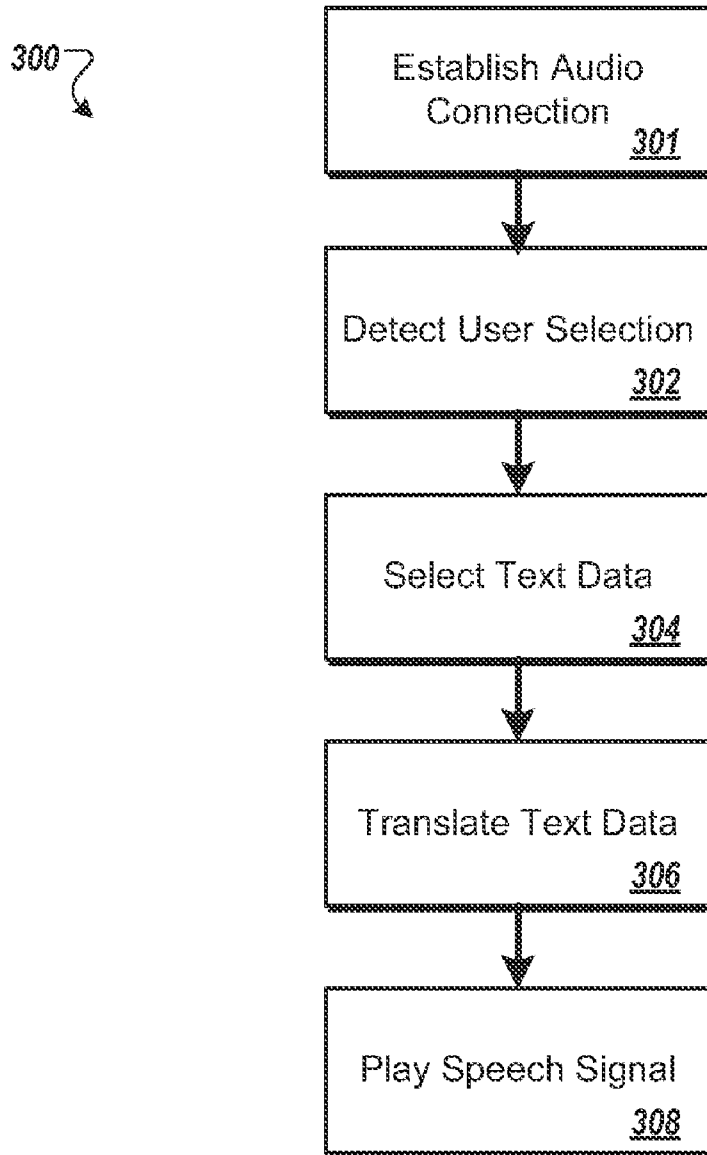 300
Establish Audio
Connection
301
Detect User Selection
302
Select Text Data
304
Translate Text Data
306
Play Speech Signal
308